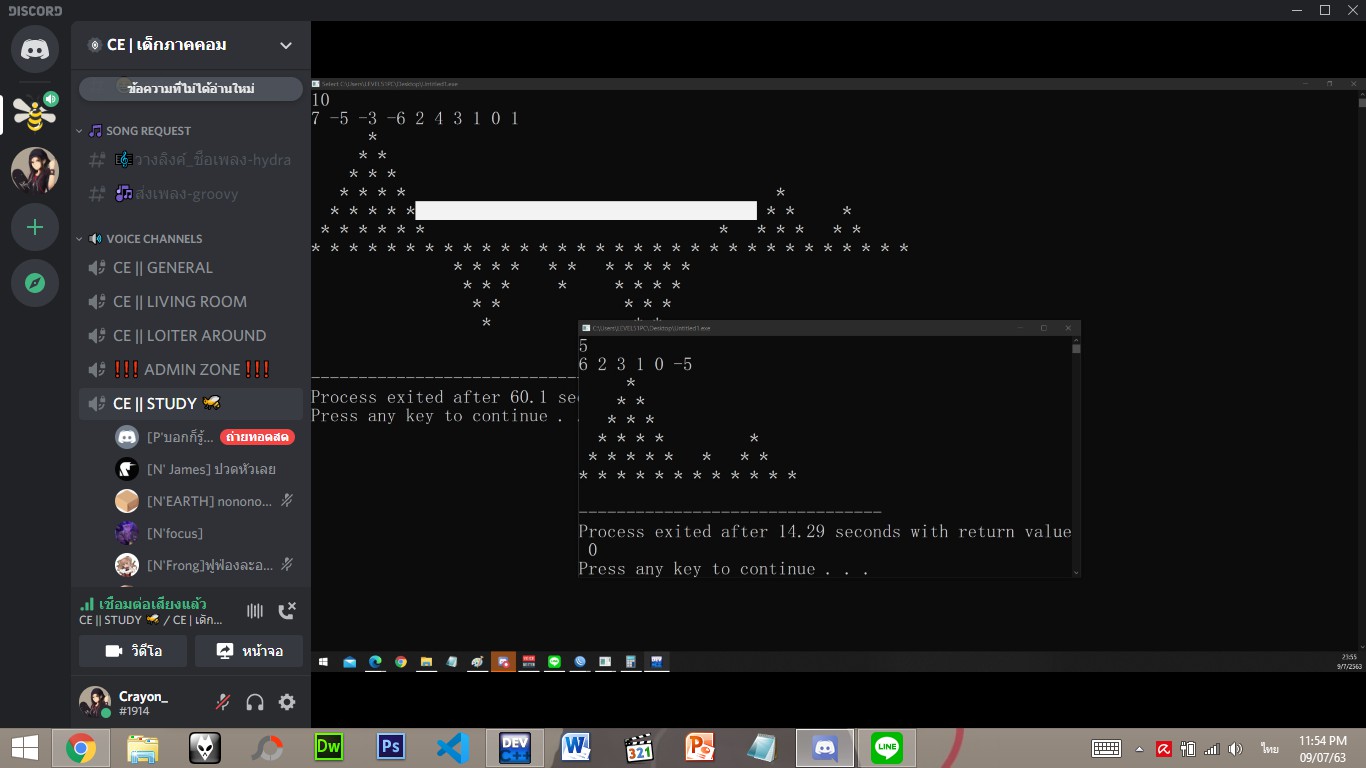 DISCORD
CE | เด็กภาคคอม
ข้อความที่ไม่ได้อ่านใหม่
SONG REQUEST
วางลิงค์_ชื่อเพลง-hydra
ส่งเพลง-groovy
VOICE CHANNELS
CE || GENERAL
CE || LIVING ROOM
CE || LOITER AROUND
ADMIN ZONE
CE || STUDY
[P'บอกก็รู้... ถ่ายทอดสด
[N' James] ปวดหัวเลย
[N'EARTH] nonono...
[N'focus]
[N'Frong]ฟูฟ่องละอ...
เชื่อมต่อเสียงแล้ว
CE || STUDY / CE | เด็ก...
วิดีโอ
หน้าจอ
Crayon_
#1914
Select C:\Users\LEVEL51PC\Desktop\Untitled1.exe
10
7 -5 -3 -6 2 4 3 1 0 1
*
* *
* * *
* * * * *
* * * * * * * *
* * * * * * * * * * * *
* * * * * * * * * * * * * * * * * * * * * * * * * * * * * * * *
* * * * * * * * * * *
* * * * * * * *
* * * * *
* * *
Process exited after 60.1 se
Press any key to continue . .
C:\Users\LEVEL51PC\Desktop\Untitled1.exe
5
6 2 3 1 0 -5
*
* *
* * *
* * * * *
* * * * * * * *
* * * * * * * * * * * *
--------------------------------
Process exited after 14.29 seconds with return value
0
Press any key to continue . . .
23:55
9/7/2563
ไทย
11:54 PM
09/07/63
Dw
Ps
DEV
C++
321
LINE